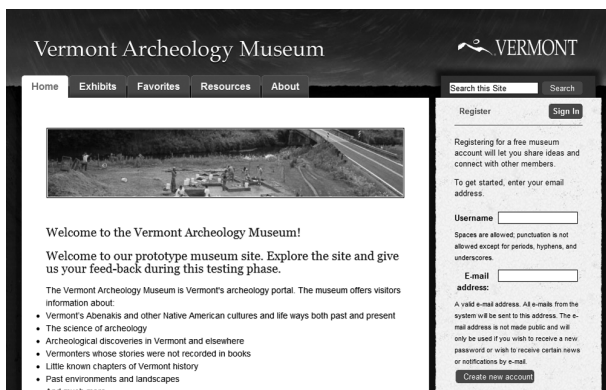 Vermont Archeology Museum
VERMONT
Home Exhibits Favorites Resources About
Search this Site Search
Register Sign In
Registering for a free museum
account will let you share ideas and
connect with other members.
To get started, enter your email
address.
Username
Spaces are allowed; punctuation is not
allowed except for periods, hyphens, and
underscores.
E-mail
address:
A valid e-mail address. All e-mails from the
system will be sent to this address. The e-
mail address is not made public and will
only be used if you wish to receive a new
password or wish to receive certain news
or notifications by e-mail.
Create new account
Welcome to the Vermont Archeology Museum!
Welcome to our prototype museum site. Explore the site and give
us your feed-back during this testing phase.
The Vermont Archeology Museum is Vermont's archeology portal. The museum offers visitors
information about:
• Vermont's Abenakis and other Native American cultures and life ways both past and present
• The science of archeology
• Archeological discoveries in Vermont and elsewhere
• Vermonters whose stories were not recorded in books
• Little known chapters of Vermont history
• Past environments and landscapes